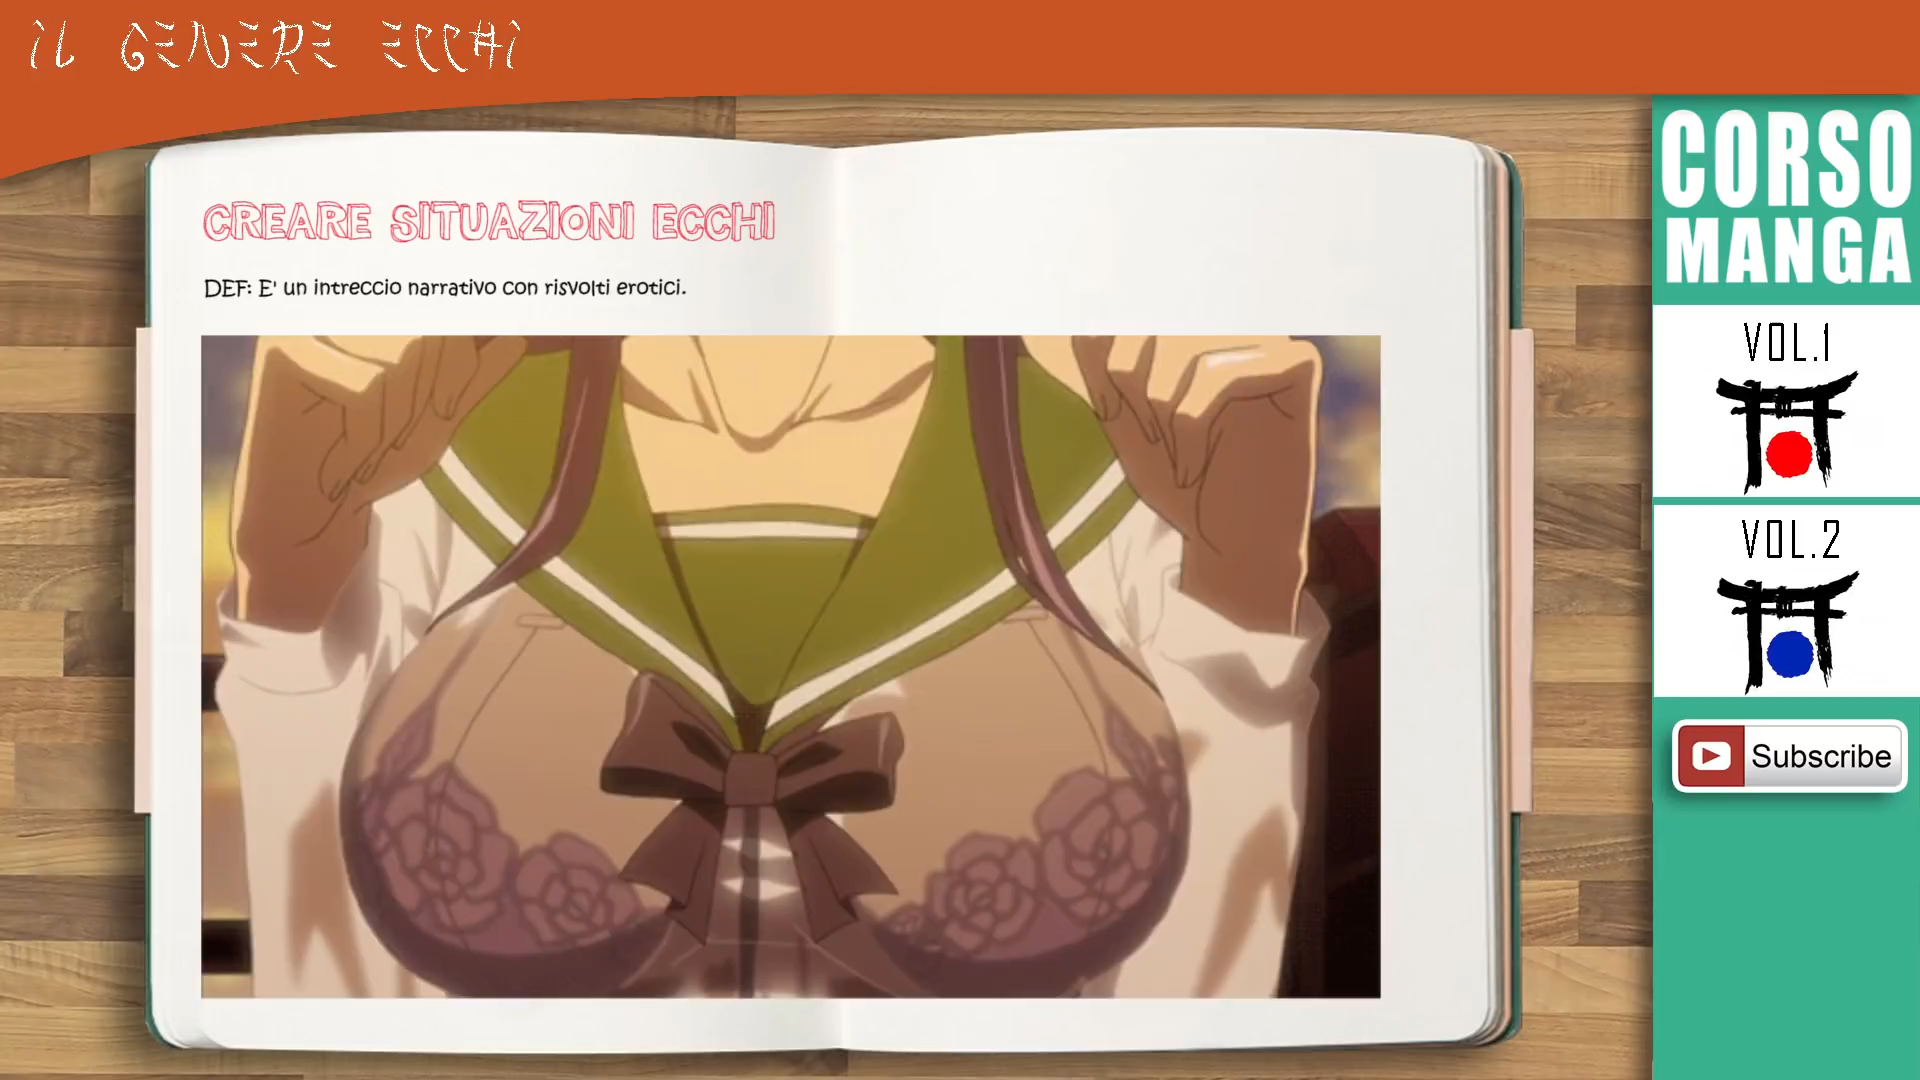 IL GENERE ECCHI
CREARE SITUAZIONI ECCHI
DEF: E' un intreccio narrativo con risvolti erotici.
CORSO
MANGA
VOL.1
VOL.2
Subscribe